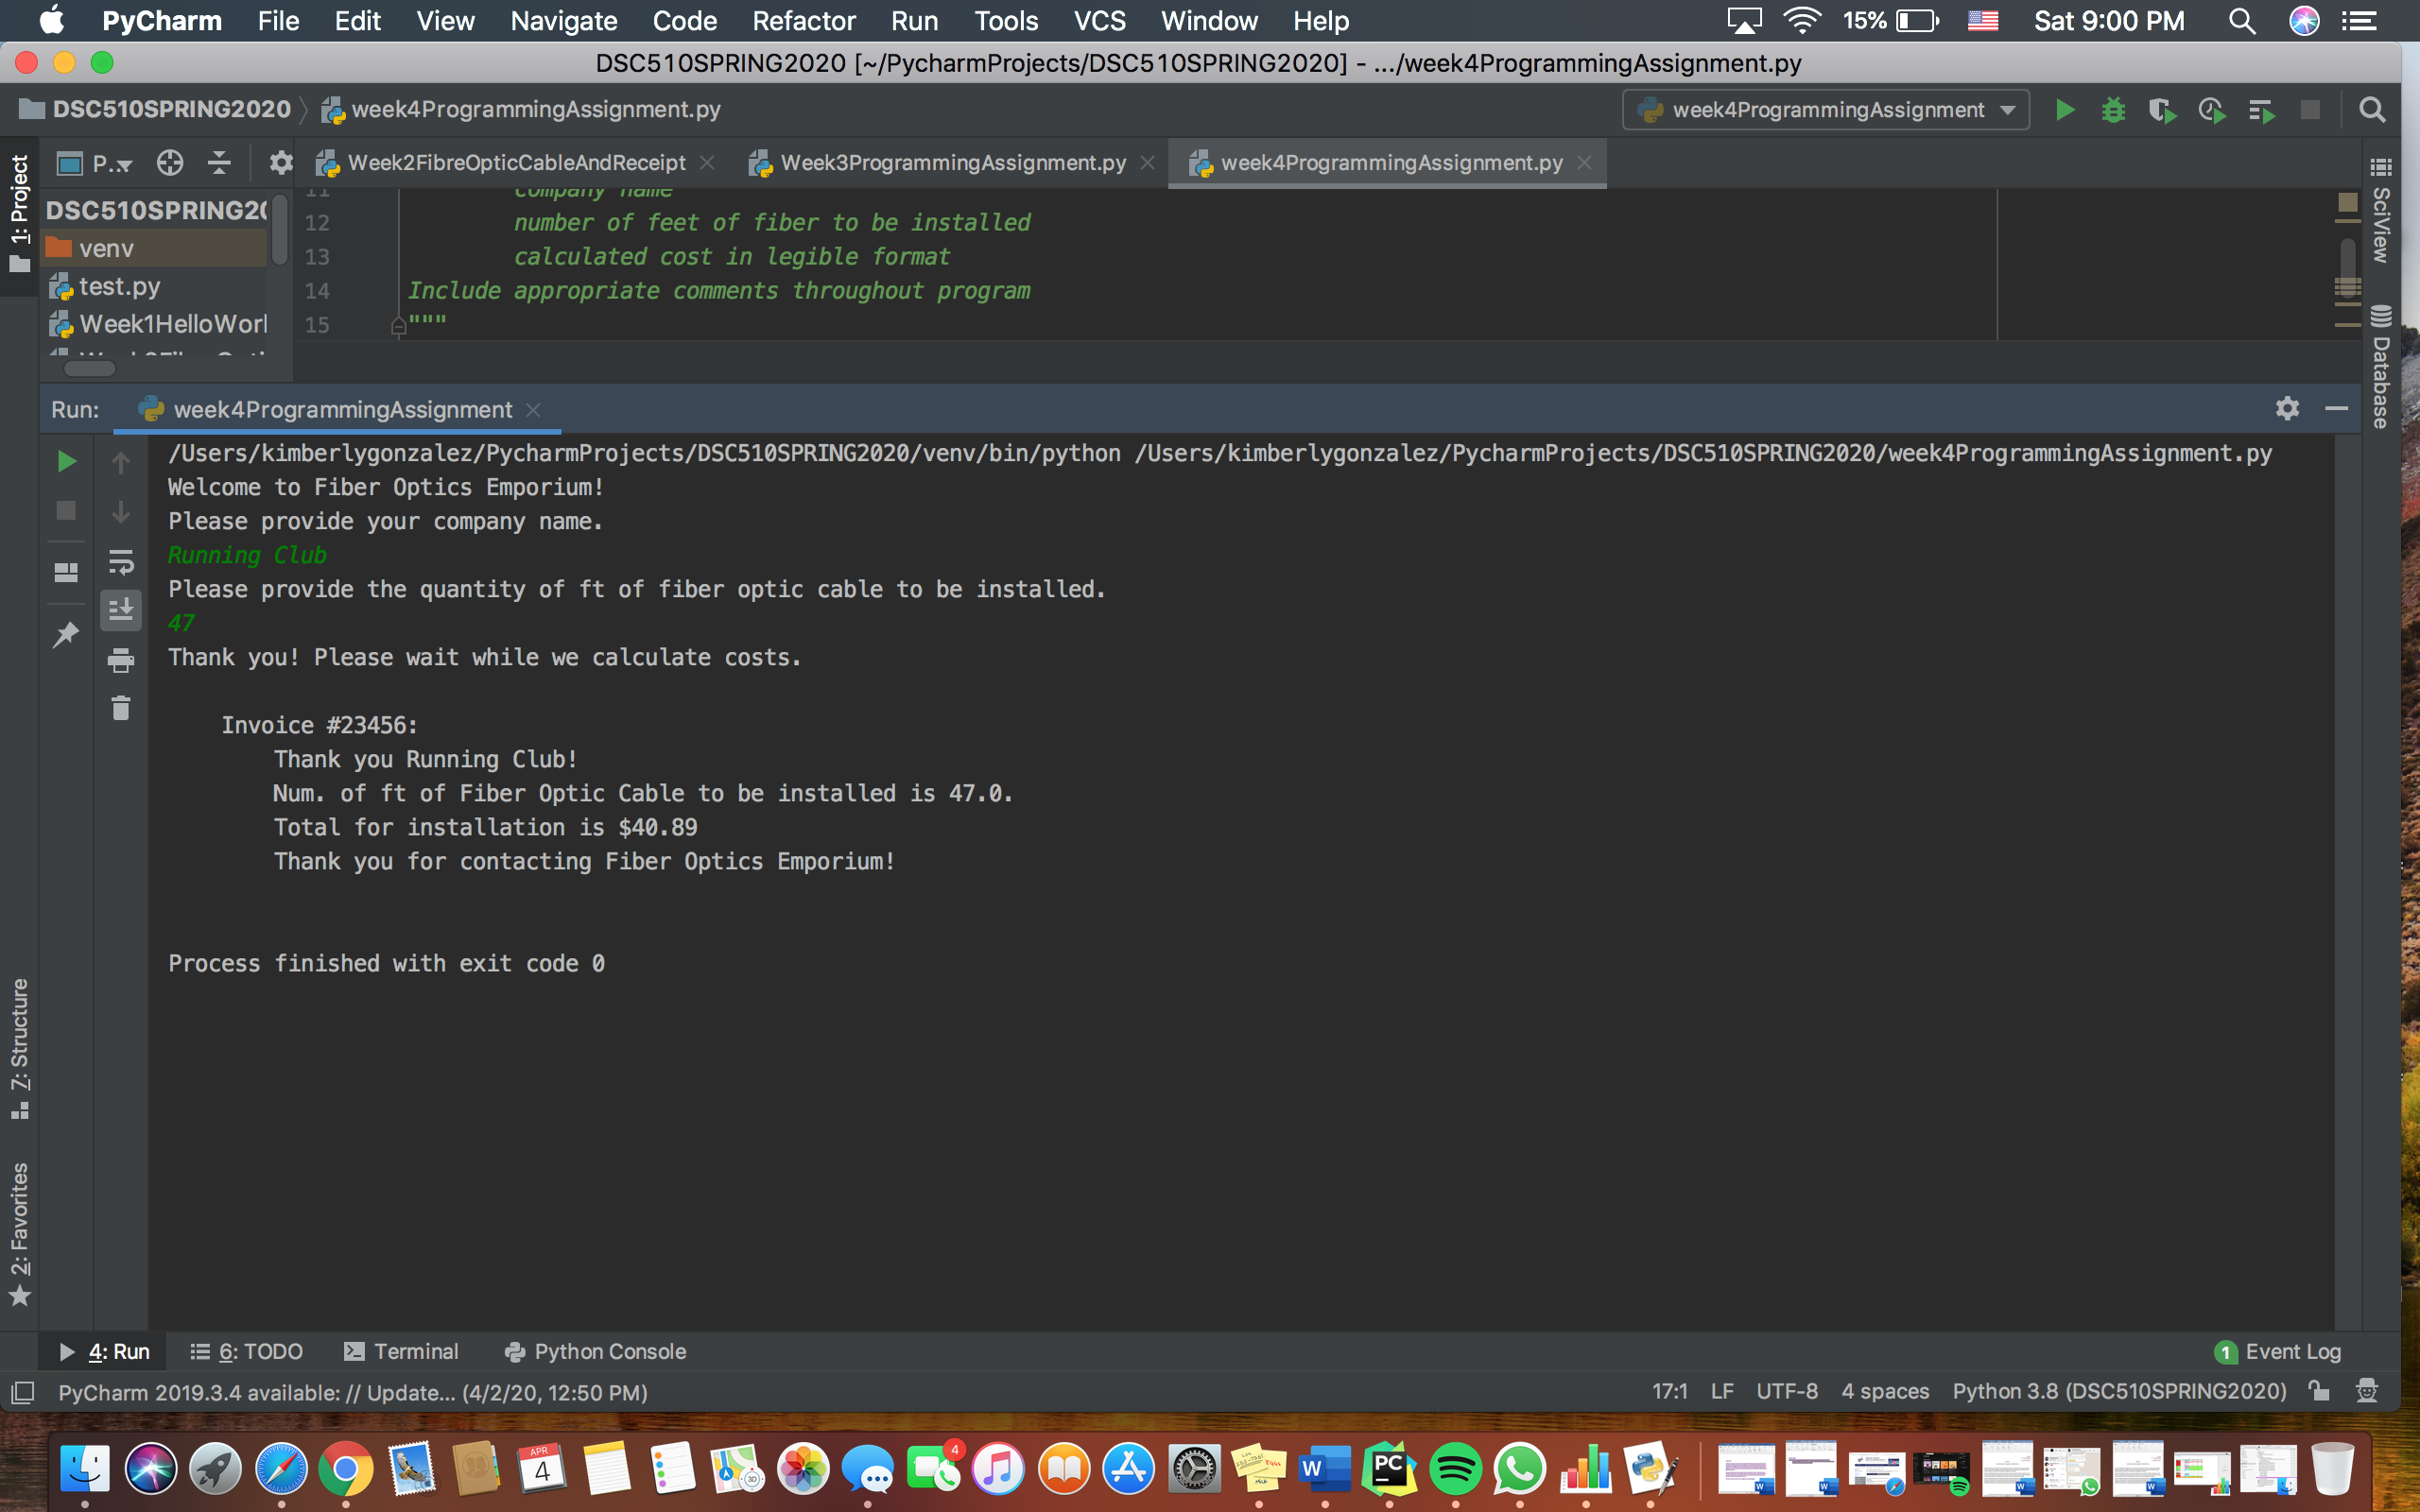 PyCharm File Edit View Navigate Code Refactor Run Tools VCS Window Help 15% Sat 9:00 PM
DSC510SPRING2020 [~/PycharmProjects/DSC510SPRING2020] - .../week4ProgrammingAssignment.py
DSC510SPRING2020 week4ProgrammingAssignment.py week4ProgrammingAssignment
1: Project P... Week2FibreOpticCableAndReceipt Week3ProgrammingAssignment.py week4ProgrammingAssignment.py
SciView
Database
DSC510SPRING20
venv
test.py
Week1HelloWorl
11 company name
12 number of feet of fiber to be installed
13 calculated cost in legible format
14 Include appropriate comments throughout program
15 """
Run: week4ProgrammingAssignment
/Users/kimberlygonzalez/PycharmProjects/DSC510SPRING2020/venv/bin/python /Users/kimberlygonzalez/PycharmProjects/DSC510SPRING2020/week4ProgrammingAssignment.py
Welcome to Fiber Optics Emporium!
Please provide your company name.
Running Club
Please provide the quantity of ft of fiber optic cable to be installed.
47
Thank you! Please wait while we calculate costs.
Invoice #23456:
Thank you Running Club!
Num. of ft of Fiber Optic Cable to be installed is 47.0.
Total for installation is $40.89
Thank you for contacting Fiber Optics Emporium!
Process finished with exit code 0
7: Structure
2: Favorites
4: Run 6: TODO Terminal Python Console 1 Event Log
PyCharm 2019.3.4 available: // Update... (4/2/20, 12:50 PM) 17:1 LF UTF-8 4 spaces Python 3.8 (DSC510SPRING2020)
APR
4
3D
4
W
PC